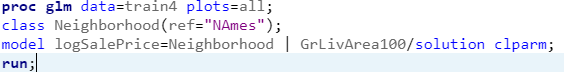 proc glm data=train4 plots=all;
class Neighborhood(ref="NAmes");
model logSalePrice=Neighborhood | GrLivArea100/solution clparm;
run;